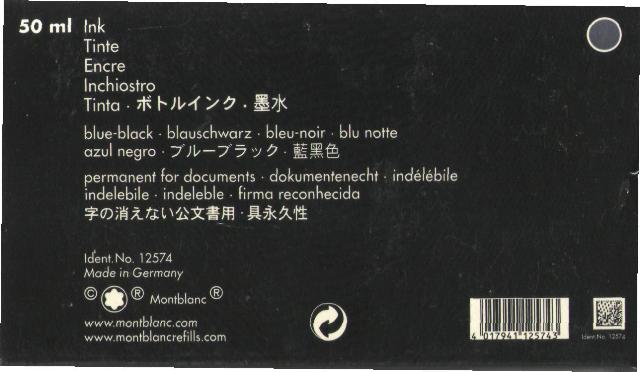 50 ml Ink
Tinte
Encre
Inchiostro
Tinta · ボトルインク · 墨水
blue-black · blauschwarz · bleu-noir · blu notte
azul negro · ブルーブラック · 藍黑色
permanent for documents · dokumentenecht · indélébile
indelebile · indeleble · firma reconhecida
字の消えない公文書用 · 具永久性
Ident. No. 12574
Made in Germany
© ® Montblanc ®
www.montblanc.com
www.montblancrefills.com
4 017941 125743
Ident.No. 12574